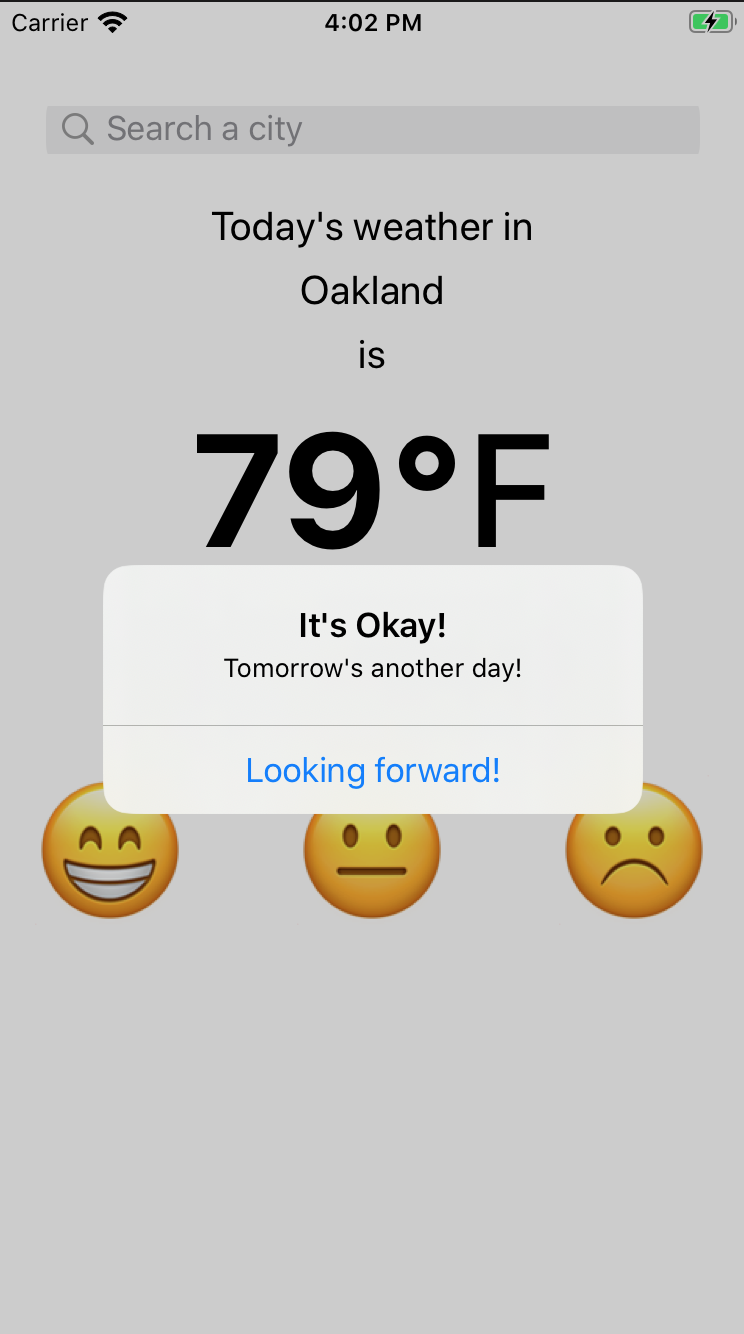 Carrier 4:02 PM
Search a city
Today's weather in
Oakland
is
79°F
It's Okay!
Tomorrow's another day!
Looking forward!